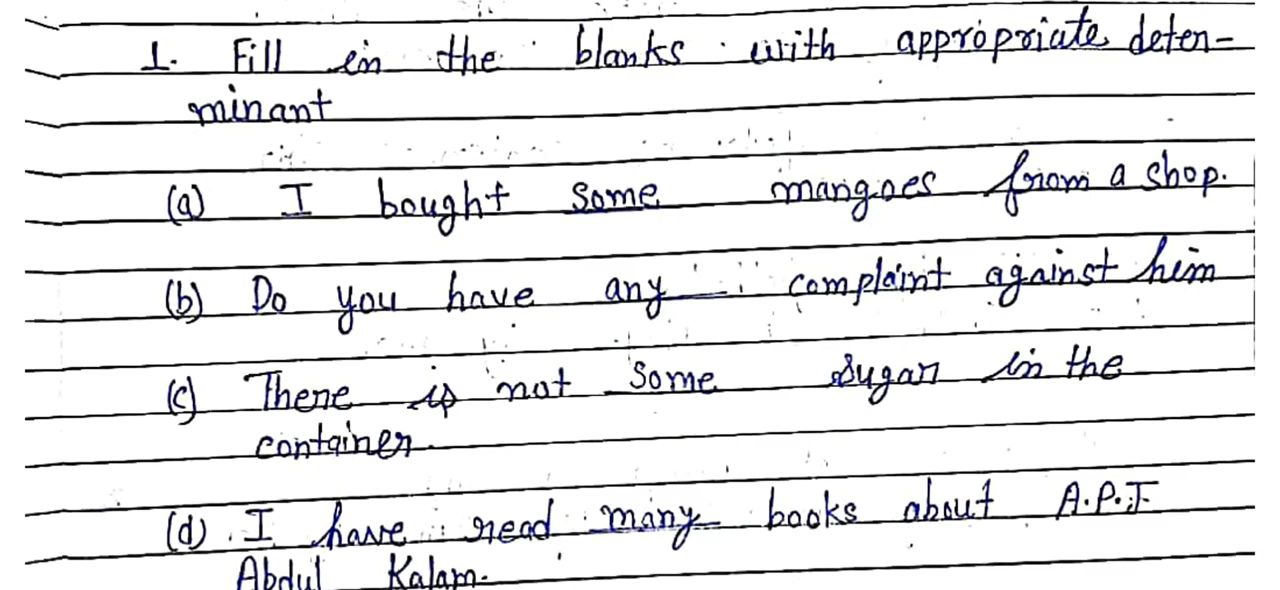 1. Fill in the blanks with appropriate deter-
minant
(a) I bought some mangoes from a shop.
(b) Do you have any complaint against him
(c) There is not some sugar in the
container.
(d) I have read many books about A.P.J.
Abdul Kalam.